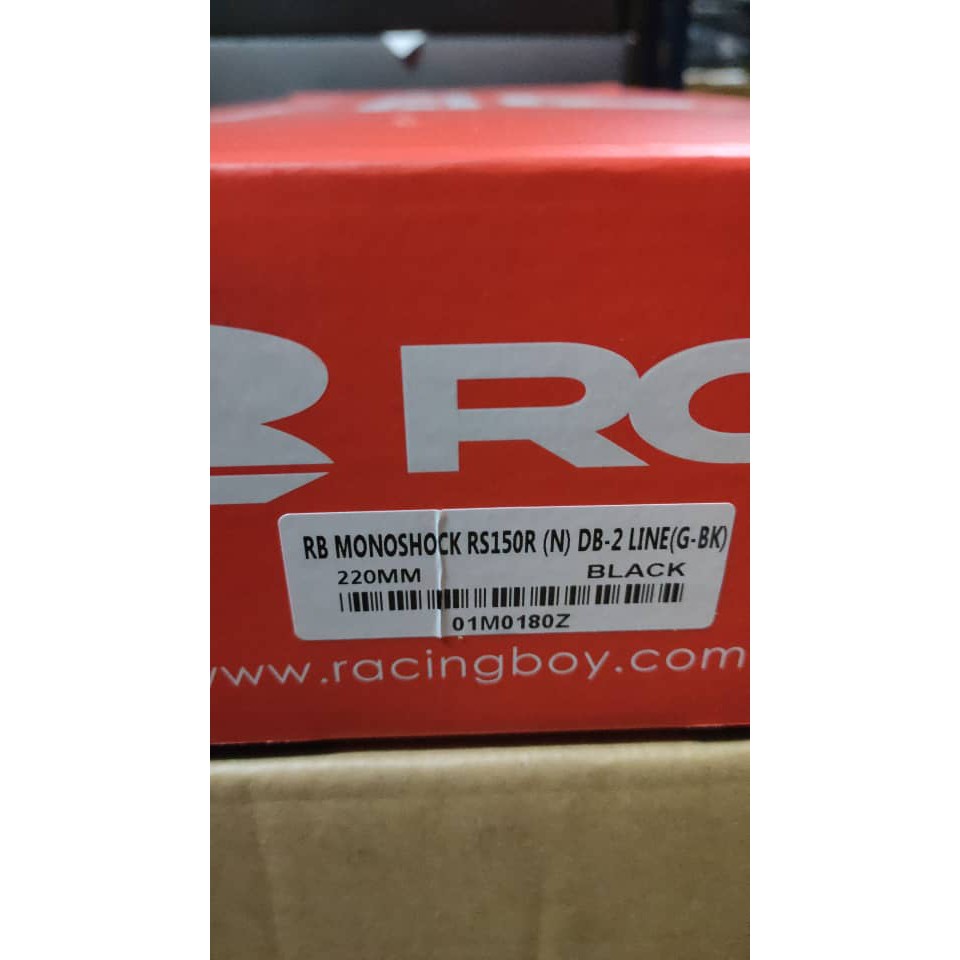 RC
RB MONOSHOCK RS150R (N) DB-2 LINE(G-BK)
220MM BLACK
01M0180Z
www.racingboy.com